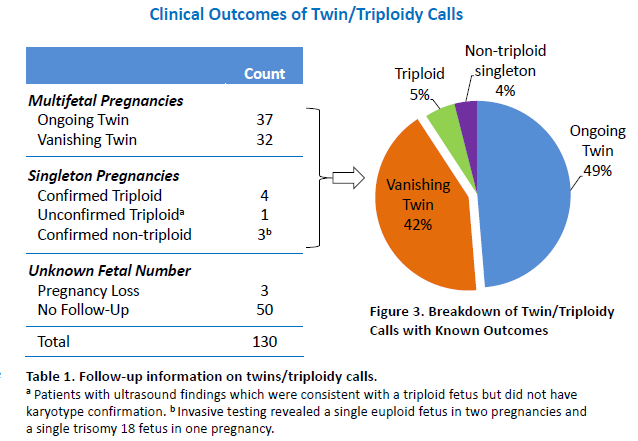 Clinical Outcomes of Twin/Triploidy Calls
Count
Multifetal Pregnancies
Ongoing Twin 37
Vanishing Twin 32
Singleton Pregnancies
Confirmed Triploid 4
Unconfirmed Triploidᵃ 1
Confirmed non-triploid 3ᵇ
Unknown Fetal Number
Pregnancy Loss 3
No Follow-Up 50
Total 130
Non-triploid
singleton
4%
Triploid
5%
Ongoing
Twin
49%
Vanishing
Twin
42%
Figure 3. Breakdown of Twin/Triploidy
Calls with Known Outcomes
Table 1. Follow-up information on twins/triploidy calls.
ᵃ Patients with ultrasound findings which were consistent with a triploid fetus but did not have
karyotype confirmation. ᵇ Invasive testing revealed a single euploid fetus in two pregnancies and
a single trisomy 18 fetus in one pregnancy.